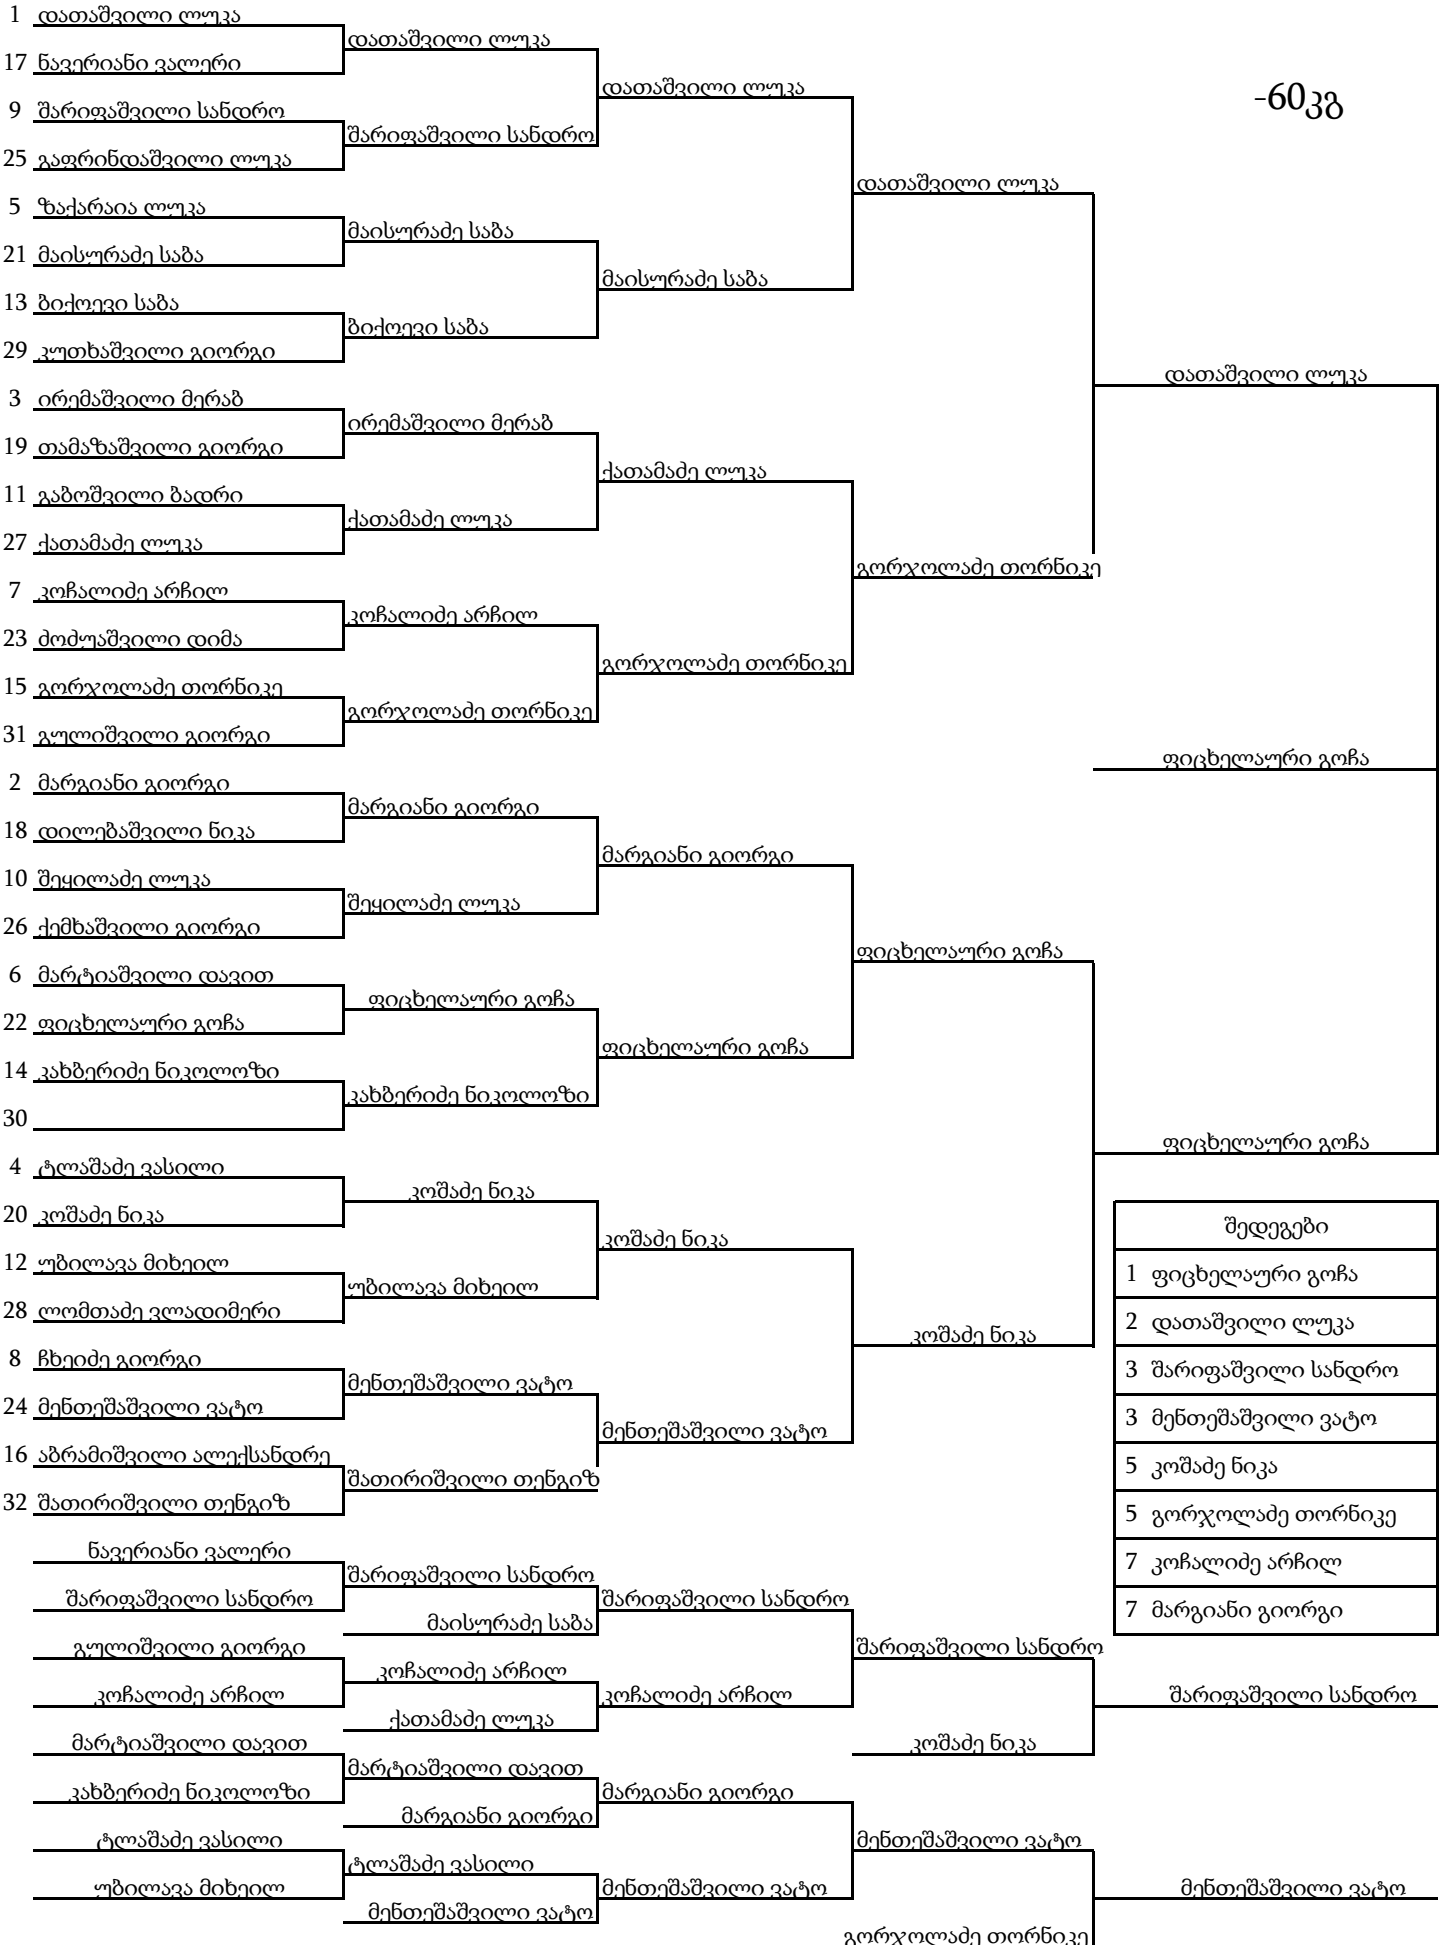 -60კგ
1 დათაშვილი ლუკა
17 ნავერიანი ვალერი
9 შარიფაშვილი სანდრო
25 გაფრინდაშვილი ლუკა
5 ზაქარაია ლუკა
21 მაისურაძე საბა
13 ბიქოევი საბა
29 კუთხაშვილი გიორგი
3 ირემაშვილი მერაბ
19 თამაზაშვილი გიორგი
11 გაბოშვილი ბადრი
27 ქათამაძე ლუკა
7 კოჩალიძე არჩილ
23 ძოძუაშვილი დიმა
15 გორჯოლაძე თორნიკე
31 გულიშვილი გიორგი
2 მარგიანი გიორგი
18 დილებაშვილი ნიკა
10 შეყილაძე ლუკა
26 ქემხაშვილი გიორგი
6 მარტიაშვილი დავით
22 ფიცხელაური გოჩა
14 კახბერიძე ნიკოლოზი
30
4 ტლაშაძე ვასილი
20 კოშაძე ნიკა
12 უბილავა მიხეილ
28 ლომთაძე ვლადიმერი
8 ჩხეიძე გიორგი
24 მენთეშაშვილი ვატო
16 აბრამიშვილი ალექსანდრე
32 შათირიშვილი თენგიზ
დათაშვილი ლუკა
შარიფაშვილი სანდრო
მაისურაძე საბა
ბიქოევი საბა
ირემაშვილი მერაბ
ქათამაძე ლუკა
კოჩალიძე არჩილ
გორჯოლაძე თორნიკე
მარგიანი გიორგი
შეყილაძე ლუკა
ფიცხელაური გოჩა
კახბერიძე ნიკოლოზი
კოშაძე ნიკა
უბილავა მიხეილ
მენთეშაშვილი ვატო
შათირიშვილი თენგიზ
დათაშვილი ლუკა
მაისურაძე საბა
ქათამაძე ლუკა
გორჯოლაძე თორნიკე
მარგიანი გიორგი
ფიცხელაური გოჩა
კოშაძე ნიკა
მენთეშაშვილი ვატო
დათაშვილი ლუკა
გორჯოლაძე თორნიკე
ფიცხელაური გოჩა
კოშაძე ნიკა
დათაშვილი ლუკა
ფიცხელაური გოჩა
ფიცხელაური გოჩა
შედეგები
1 ფიცხელაური გოჩა
2 დათაშვილი ლუკა
3 შარიფაშვილი სანდრო
3 მენთეშაშვილი ვატო
5 კოშაძე ნიკა
5 გორჯოლაძე თორნიკე
7 კოჩალიძე არჩილ
7 მარგიანი გიორგი
ნავერიანი ვალერი
შარიფაშვილი სანდრო
გულიშვილი გიორგი
კოჩალიძე არჩილ
მარტიაშვილი დავით
კახბერიძე ნიკოლოზი
ტლაშაძე ვასილი
უბილავა მიხეილ
შარიფაშვილი სანდრო
მაისურაძე საბა
კოჩალიძე არჩილ
ქათამაძე ლუკა
მარტიაშვილი დავით
მარგიანი გიორგი
ტლაშაძე ვასილი
მენთეშაშვილი ვატო
შარიფაშვილი სანდრო
კოჩალიძე არჩილ
მარგიანი გიორგი
მენთეშაშვილი ვატო
შარიფაშვილი სანდრო
კოშაძე ნიკა
მენთეშაშვილი ვატო
გორჯოლაძე თორნიკე
შარიფაშვილი სანდრო
მენთეშაშვილი ვატო